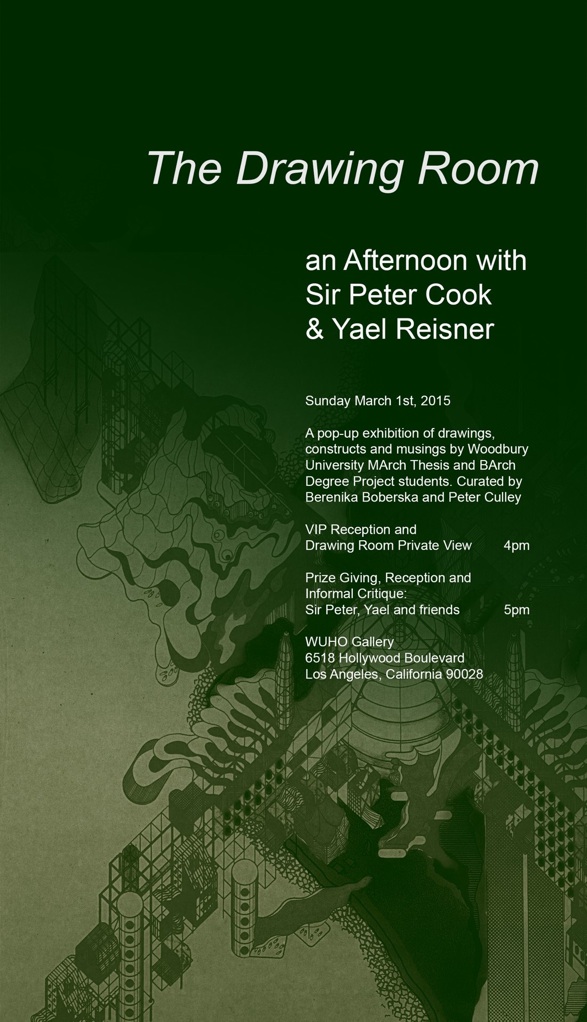 The Drawing Room
an Afternoon with
Sir Peter Cook
& Yael Reisner
Sunday March 1st, 2015
A pop-up exhibition of drawings,
constructs and musings by Woodbury
University MArch Thesis and BArch
Degree Project students. Curated by
Berenika Boberska and Peter Culley
VIP Reception and
Drawing Room Private View 4pm
Prize Giving, Reception and
Informal Critique:
Sir Peter, Yael and friends 5pm
WUHO Gallery
6518 Hollywood Boulevard
Los Angeles, California 90028